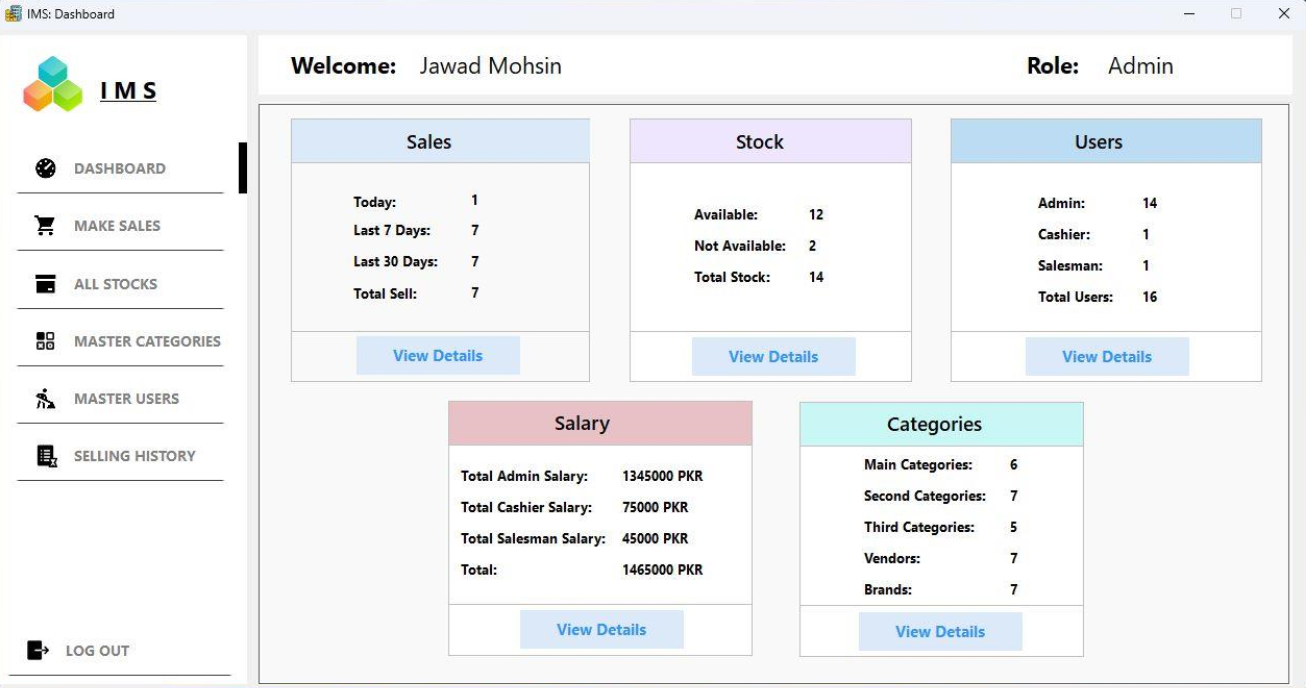 IMS: Dashboard
IMS
DASHBOARD
MAKE SALES
ALL STOCKS
MASTER CATEGORIES
MASTER USERS
SELLING HISTORY
LOG OUT
Welcome: Jawad Mohsin Role: Admin
Sales
Today: 1
Last 7 Days: 7
Last 30 Days: 7
Total Sell: 7
View Details
Stock
Available: 12
Not Available: 2
Total Stock: 14
View Details
Users
Admin: 14
Cashier: 1
Salesman: 1
Total Users: 16
View Details
Salary
Total Admin Salary: 1345000 PKR
Total Cashier Salary: 75000 PKR
Total Salesman Salary: 45000 PKR
Total: 1465000 PKR
View Details
Categories
Main Categories: 6
Second Categories: 7
Third Categories: 5
Vendors: 7
Brands: 7
View Details